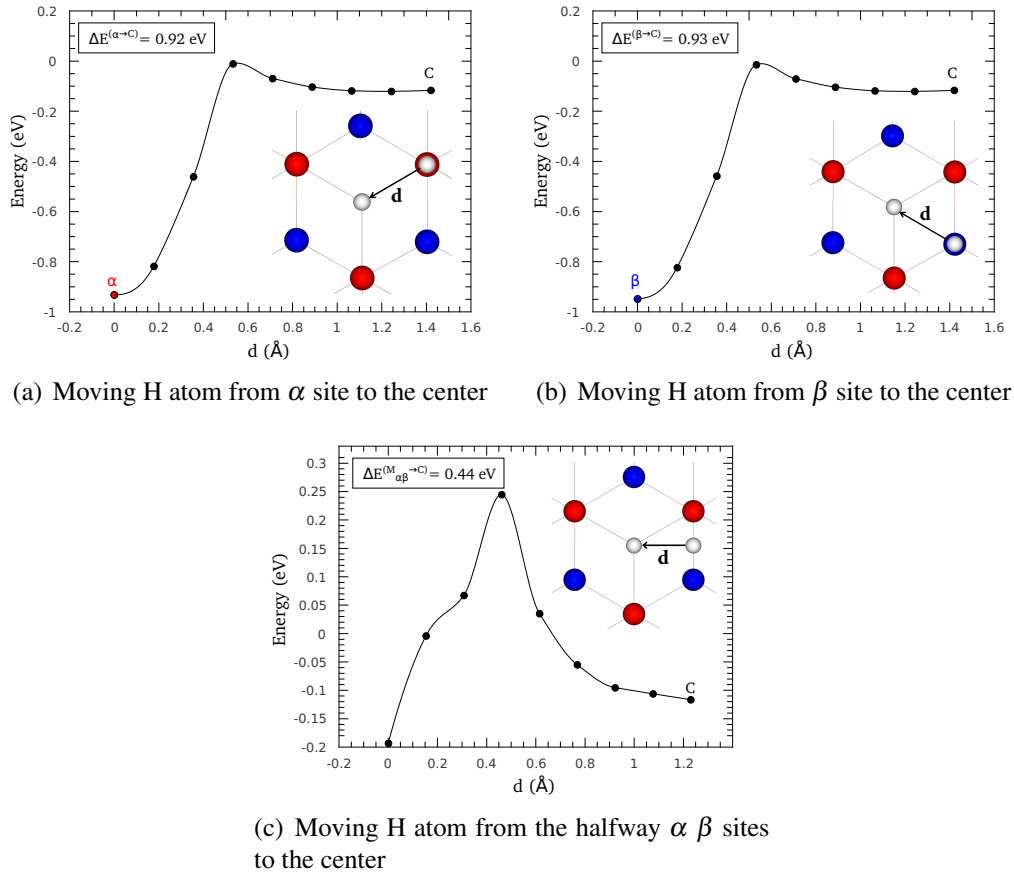 ΔE(α→C) = 0.92 eV
Energy (eV)
0.2
0
-0.2
-0.4
-0.6
-0.8
-1
α
C
d
-0.2 0 0.2 0.4 0.6 0.8 1 1.2 1.4 1.6
d (Å)
(a) Moving H atom from α site to the center
ΔE(β→C) = 0.93 eV
Energy (eV)
0.2
0
-0.2
-0.4
-0.6
-0.8
-1
β
C
d
-0.2 0 0.2 0.4 0.6 0.8 1 1.2 1.4 1.6
d (Å)
(b) Moving H atom from β site to the center
ΔE(Mαβ→C) = 0.44 eV
Energy (eV)
0.3
0.25
0.2
0.15
0.1
0.05
0
-0.05
-0.1
-0.15
-0.2
C
d
-0.2 0 0.2 0.4 0.6 0.8 1 1.2
d (Å)
(c) Moving H atom from the halfway α β sites
to the center